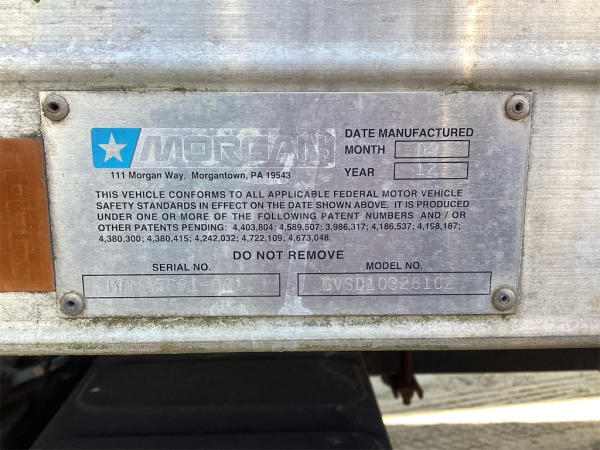 MORGAN
111 Morgan Way, Morgantown, PA 19543
DATE MANUFACTURED
MONTH
YEAR 12
THIS VEHICLE CONFORMS TO ALL APPLICABLE FEDERAL MOTOR VEHICLE
SAFETY STANDARDS IN EFFECT ON THE DATE SHOWN ABOVE. IT IS PRODUCED
UNDER ONE OR MORE OF THE FOLLOWING PATENT NUMBERS AND / OR
OTHER PATENTS PENDING: 4,403,804; 4,589,507; 3,986,317; 4,186,537; 4,198,187;
4,380,300; 4,380,415; 4,242,032; 4,722,109; 4,673,048.
DO NOT REMOVE
SERIAL NO.
MODEL NO.
GVSD10328102